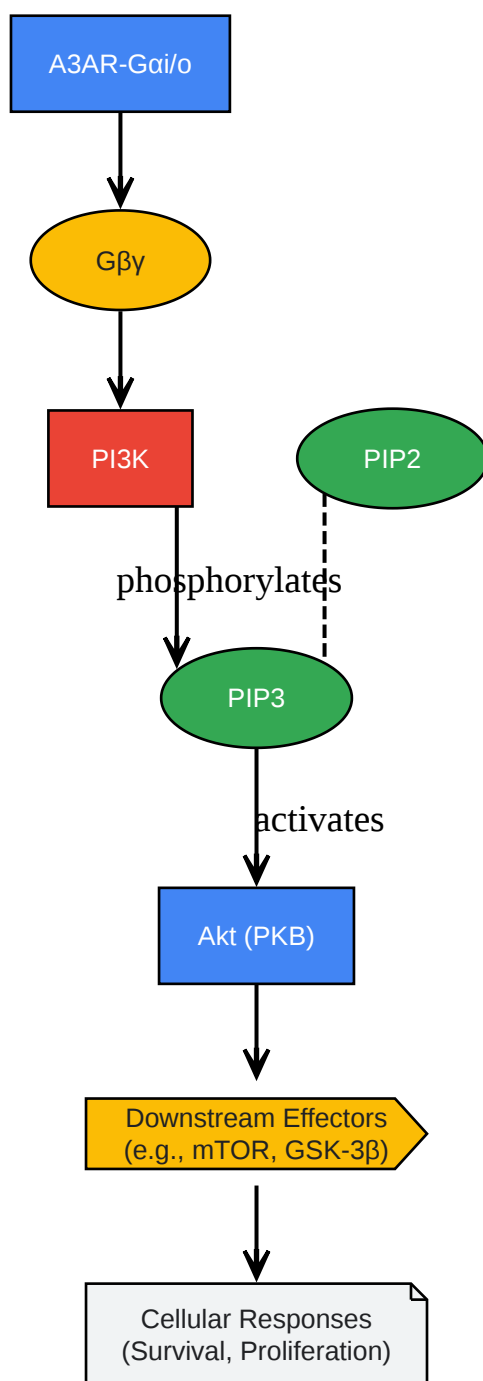 A3AR-Gαi/o
Gβγ
PI3K
PIP2
phosphorylates
PIP3
activates
Akt (PKB)
Downstream Effectors
(e.g., mTOR, GSK-3β)
Cellular Responses
(Survival, Proliferation)